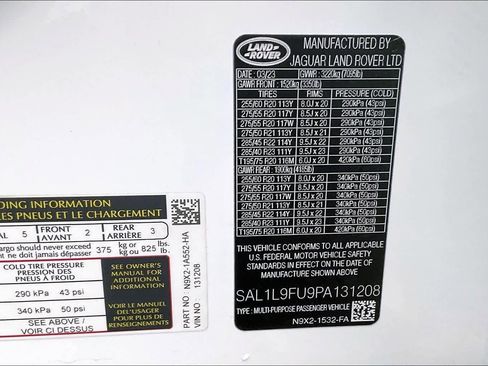 LAND
ROVER
MANUFACTURED BY
JAGUAR LAND ROVER LTD
DATE: 03/23 GVWR: 3220kg (7095lb)
GAWR FRONT: 1520kg (3350lb)
TIRES RIMS PRESSURE (COLD)
255/60 R20 113Y 8.0J x 20 290kPa (43psi)
275/55 R20 117Y 8.5J x 20 290kPa (43psi)
275/55 R20 117W 8.5J x 20 290kPa (43psi)
275/50 R21 113Y 8.5J x 21 290kPa (43psi)
285/45 R22 114Y 9.5J x 22 290kPa (43psi)
285/40 R23 111Y 9.5J x 23 290kPa (43psi)
T195/75 R20 116M 6.0J x 20 420kPa (60psi)
GAWR REAR: 1900kg (4185lb)
255/60 R20 113Y 8.0J x 20 340kPa (50psi)
275/55 R20 117Y 8.5J x 20 340kPa (50psi)
275/55 R20 117W 8.5J x 20 340kPa (50psi)
275/50 R21 113Y 8.5J x 21 340kPa (50psi)
285/45 R22 114Y 9.5J x 22 340kPa (50psi)
285/40 R23 111Y 9.5J x 23 340kPa (50psi)
T195/75 R20 116M 6.0J x 20 420kPa (60psi)
THIS VEHICLE CONFORMS TO ALL APPLICABLE
U.S. FEDERAL MOTOR VEHICLE SAFETY
STANDARDS IN EFFECT ON THE DATE OF
MANUFACTURE SHOWN ABOVE
SAL1L9FU9PA131208
TYPE : MULTI-PURPOSE PASSENGER VEHICLE
N9X2-1532-FA
DING INFORMATION
LES PNEUS ET LE CHARGEMENT
AL 5 FRONT AVANT 2 REAR ARRIÈRE 3
argo should never exceed 375 kg or 825 lbs.
ne doit jamais dépasser kg ou lb.
COLD TIRE PRESSURE
PRESSION DES
PNEUS À FROID
290 kPa 43 psi
340 kPa 50 psi
SEE ABOVE /
VOIR CI DESSUS
SEE OWNER'S
MANUAL FOR
ADDITIONAL
INFORMATION
VOIR LE MANUEL
DE L'USAGER
POUR PLUS DE
RENSEIGNEMENTS
PART NO: N9X2-1A552-HA
VIN NO: 131208